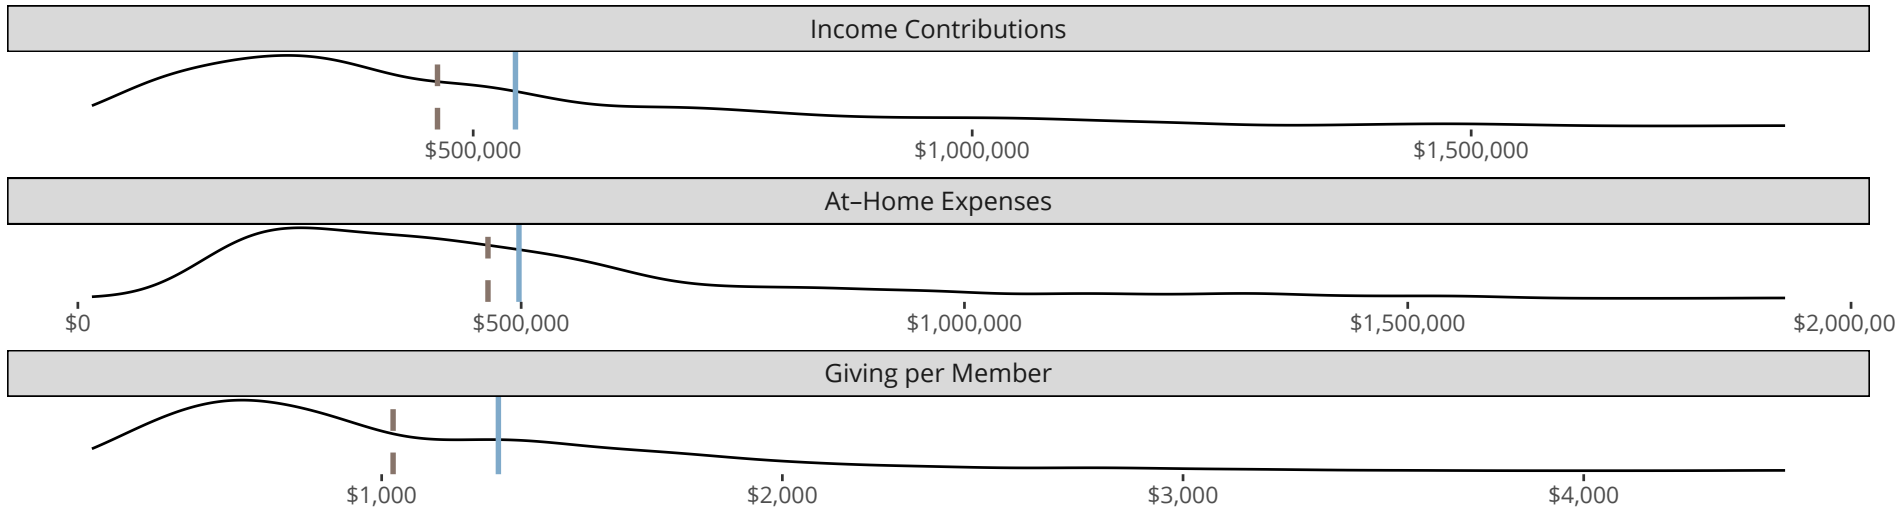 Income Contributions
$500,000 $1,000,000 $1,500,000
At–Home Expenses
$0 $500,000 $1,000,000 $1,500,000 $2,000,00
Giving per Member
$1,000 $2,000 $3,000 $4,000